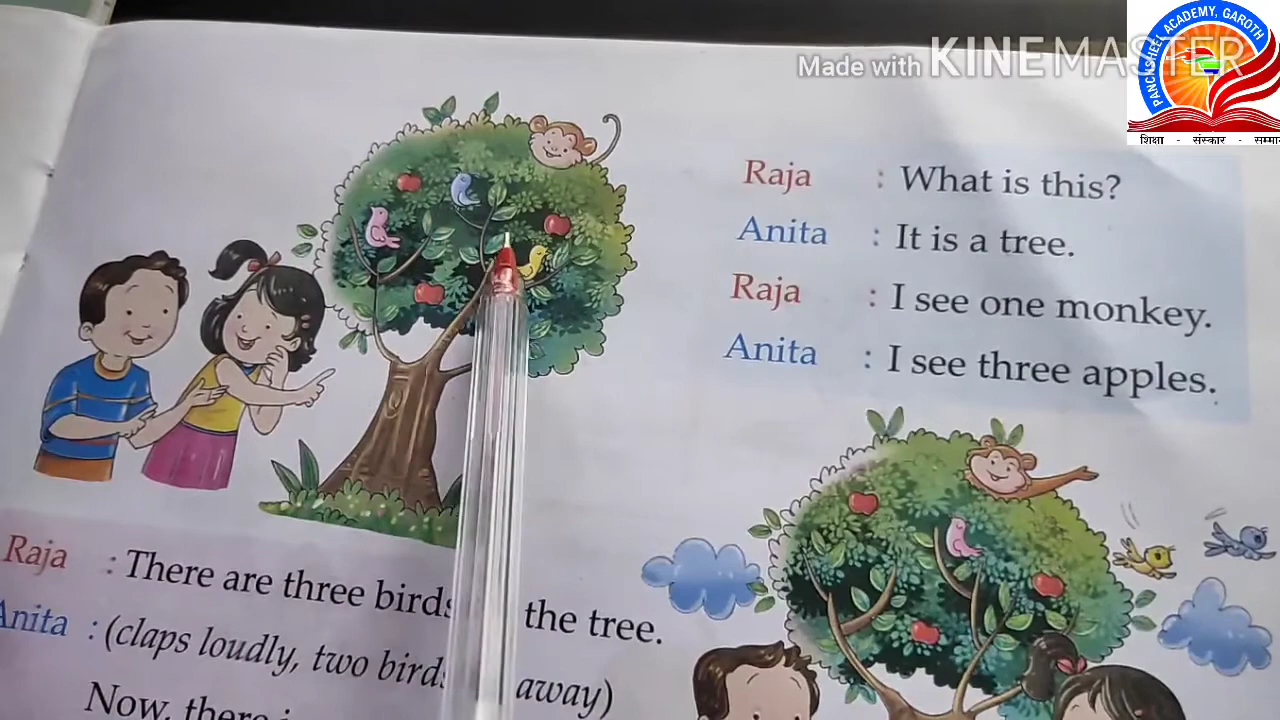 Made with KINEMASTER
PANCHSHEEL ACADEMY, GAROTH
शिक्षा - संस्कार - सम्मान
Raja : What is this?
Anita : It is a tree.
Raja : I see one monkey.
Anita : I see three apples.
Raja : There are three birds the tree.
Anita : (claps loudly, two birds away)
Now, there